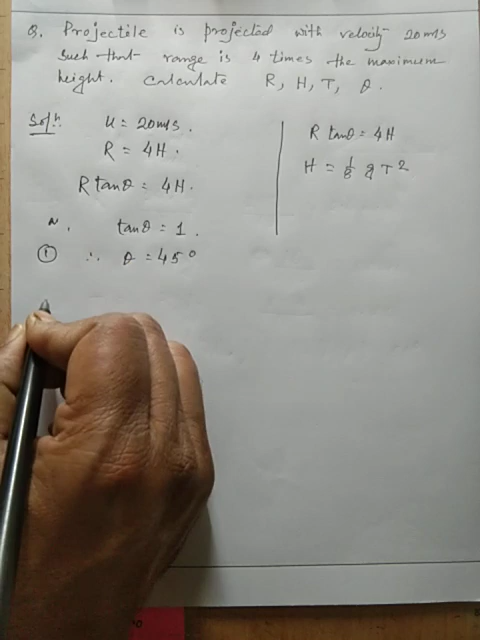 Q. Projectile is projected with velocity 20m/s
Such that range is 4 times the maximum
height. Calculate R, H, T, θ.
Solⁿ:
u = 20m/s.
R = 4H.
R tanθ = 4H.
tanθ = 1.
① ∴ θ = 45°
R tanθ = 4H
H = 1/8 g T²